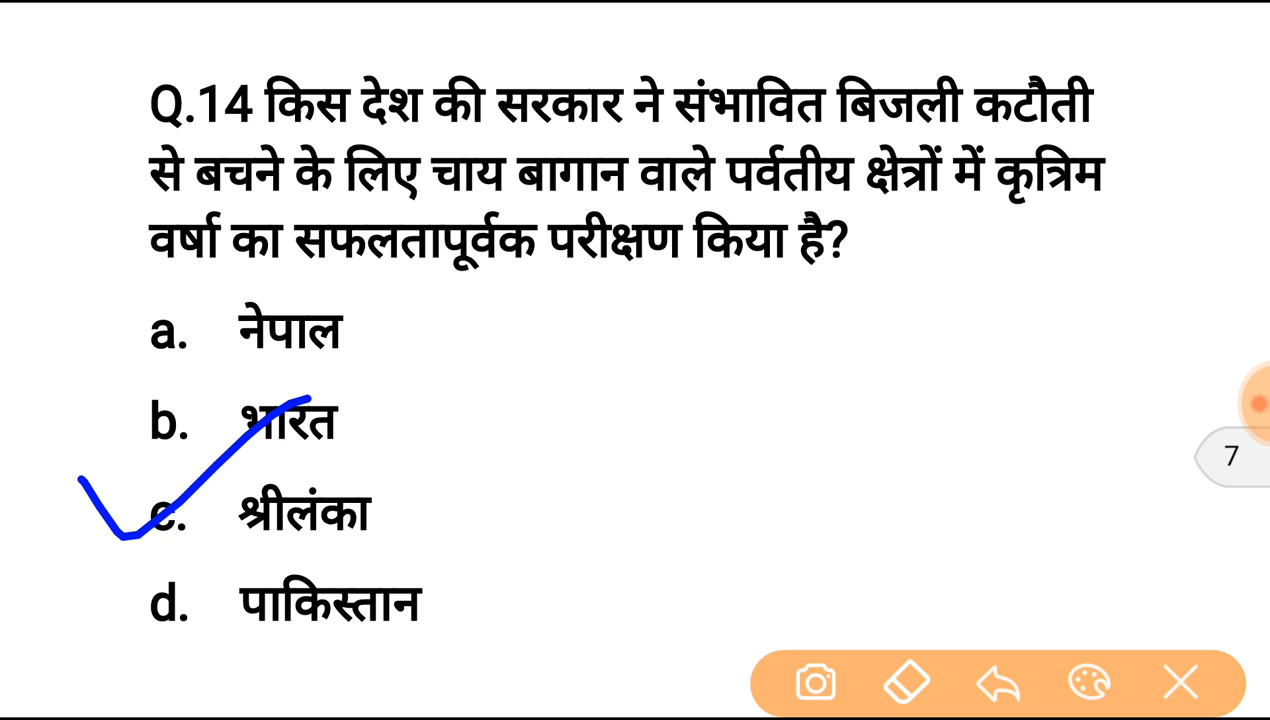 Q.14 किस देश की सरकार ने संभावित बिजली कटौती
से बचने के लिए चाय बागान वाले पर्वतीय क्षेत्रों में कृत्रिम
वर्षा का सफलतापूर्वक परीक्षण किया है?
a. नेपाल
b. भारत
c. श्रीलंका
d. पाकिस्तान
7